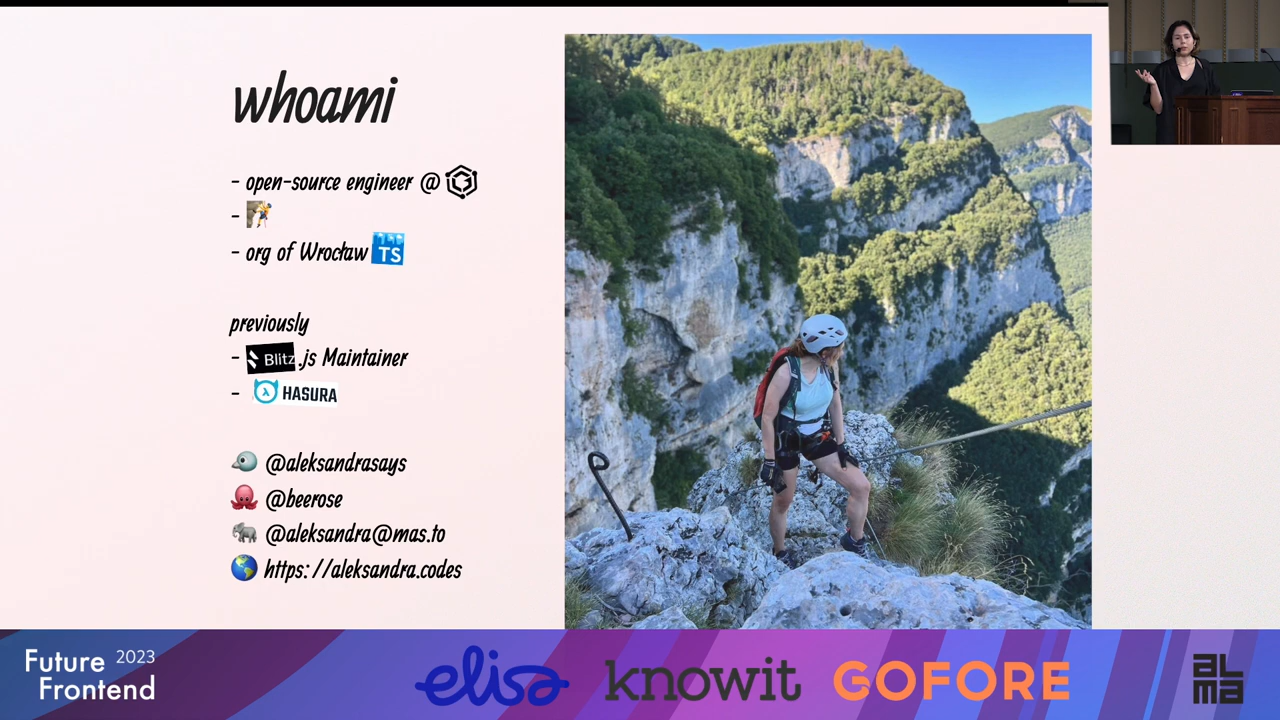 whoami
- open-source engineer @
-
- org of Wrocław TS
previously
- Blitz.js Maintainer
- HASURA
@aleksandrasays
@beerose
@aleksandra@mas.to
https://aleksandra.codes
Future 2023
Frontend
elisa
knowit
GOFORE
ALMA